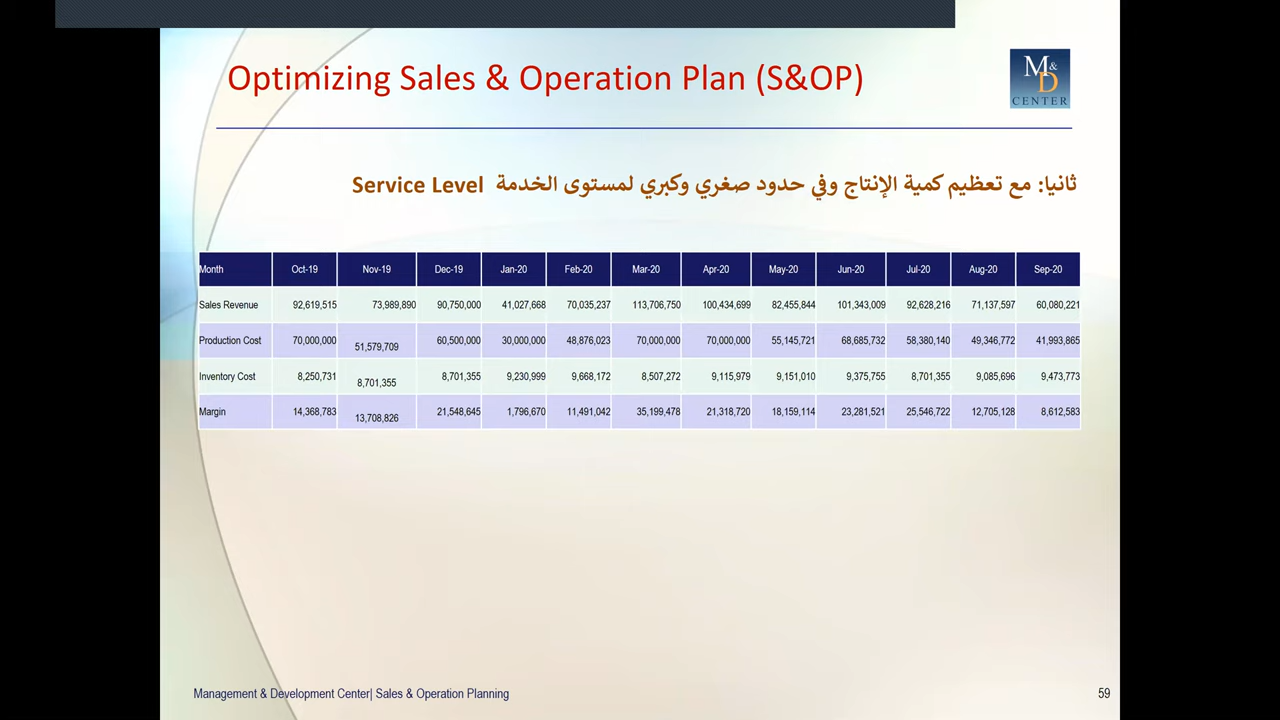 Optimizing Sales & Operation Plan (S&OP)
M&D
CENTER
ثانيا: مع تعظيم كمية الإنتاج وفي حدود صغري وكبري لمستوى الخدمة Service Level
Month Oct-19 Nov-19 Dec-19 Jan-20 Feb-20 Mar-20 Apr-20 May-20 Jun-20 Jul-20 Aug-20 Sep-20
Sales Revenue 92,619,515 73,989,890 90,750,000 41,027,668 70,035,237 113,706,750 100,434,699 82,455,844 101,343,009 92,628,216 71,137,597 60,080,221
Production Cost 70,000,000 51,579,709 60,500,000 30,000,000 48,876,023 70,000,000 70,000,000 55,145,721 68,685,732 58,380,140 49,346,772 41,993,865
Inventory Cost 8,250,731 8,701,355 8,701,355 9,230,999 9,668,172 8,507,272 9,115,979 9,151,010 9,375,755 8,701,355 9,085,696 9,473,773
Margin 14,368,783 13,708,826 21,548,645 1,796,670 11,491,042 35,199,478 21,318,720 18,159,114 23,281,521 25,546,722 12,705,128 8,612,583
Management & Development Center| Sales & Operation Planning
59